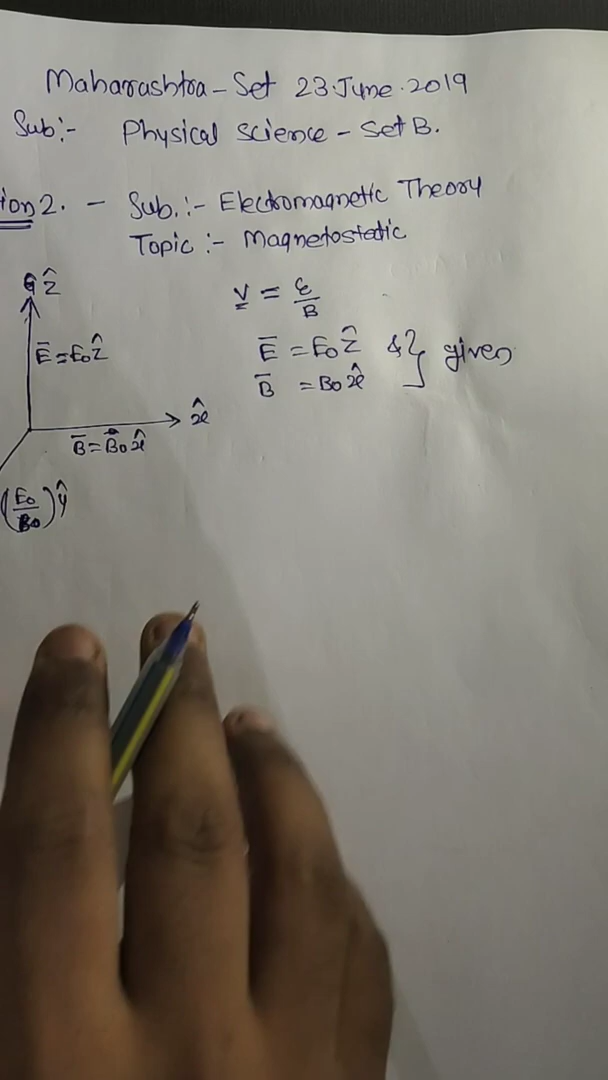 Maharashtra - Set 23 June. 2019
Sub:- Physical science - Set B.
ion 2. - Sub.:- Electromagnetic Theory
Topic :- Magnetostatic
ẑ
V = E/B
Ē = E₀ẑ
Ē = E₀ẑ &} given
B̄ = B₀x̂
x̂
B̄ = B₀x̂
(E₀/B₀)ŷ